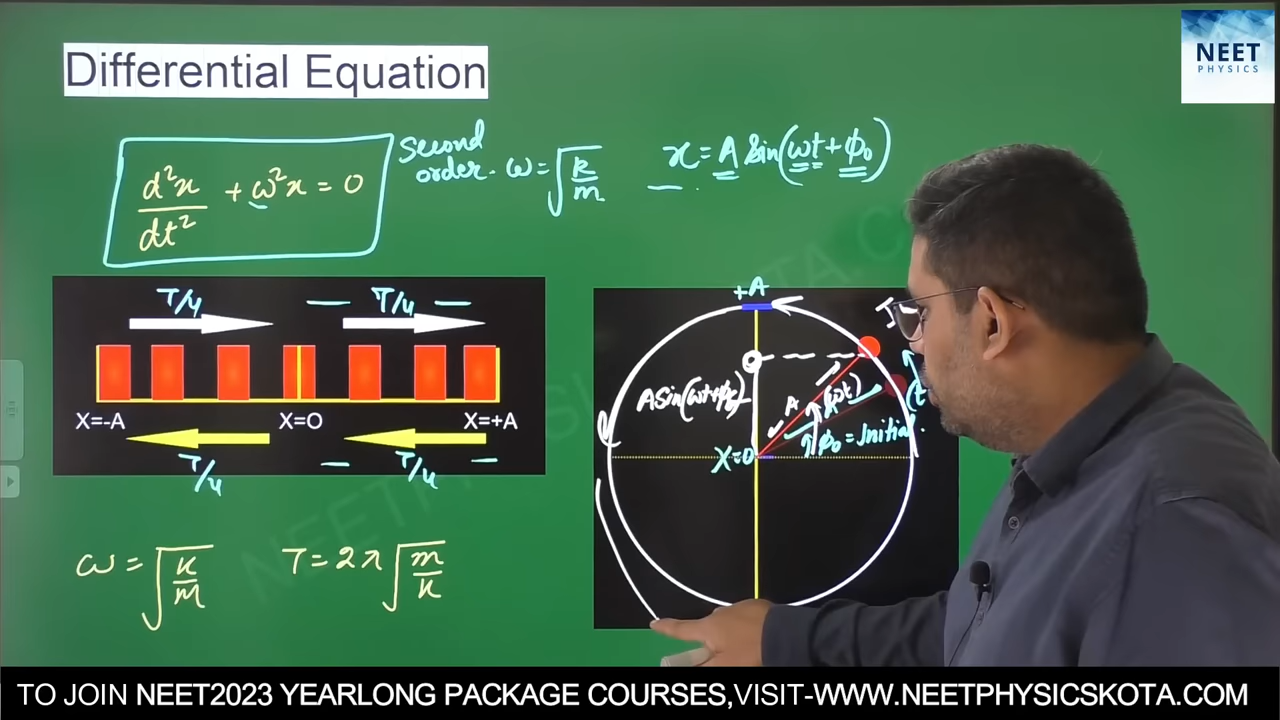 Differential Equation
NEET
PHYSICS
d²x/dt² + ω²x = 0
Second
order. ω = √(k/m)
x = A sin(ωt + φ₀)
T/4
T/4
X=-A
X=O
X=+A
T/4
T/4
ω = √(k/m)
T = 2π√(m/k)
+A
A sin(ωt+φ₀)
A
A
(ωt)
φ₀ = Initial.
X=0
(t
TO JOIN NEET2023 YEARLONG PACKAGE COURSES,VISIT-WWW.NEETPHYSICSKOTA.COM